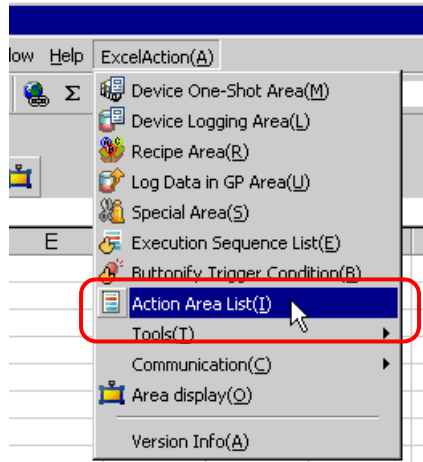 low Help ExcelAction(A)
Σ
Device One-Shot Area(M)
Device Logging Area(L)
Recipe Area(R)
Log Data in GP Area(U)
Special Area(S)
E
Execution Sequence List(E)
Buttonify Trigger Condition(B)
Action Area List(I)
Tools(T)
Communication(C)
Area display(O)
Version Info(A)